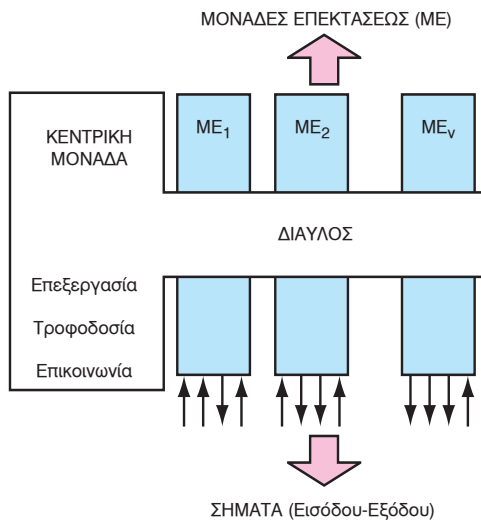 ΜΟΝΑΔΕΣ ΕΠΕΚΤΑΣΕΩΣ (ΜΕ)
ΚΕΝΤΡΙΚΗ
ΜΟΝΑΔΑ
ΜΕ1
ΜΕ2
ΜΕν
ΔΙΑΥΛΟΣ
Επεξεργασία
Τροφοδοσία
Επικοινωνία
ΣΗΜΑΤΑ (Εισόδου-Εξόδου)